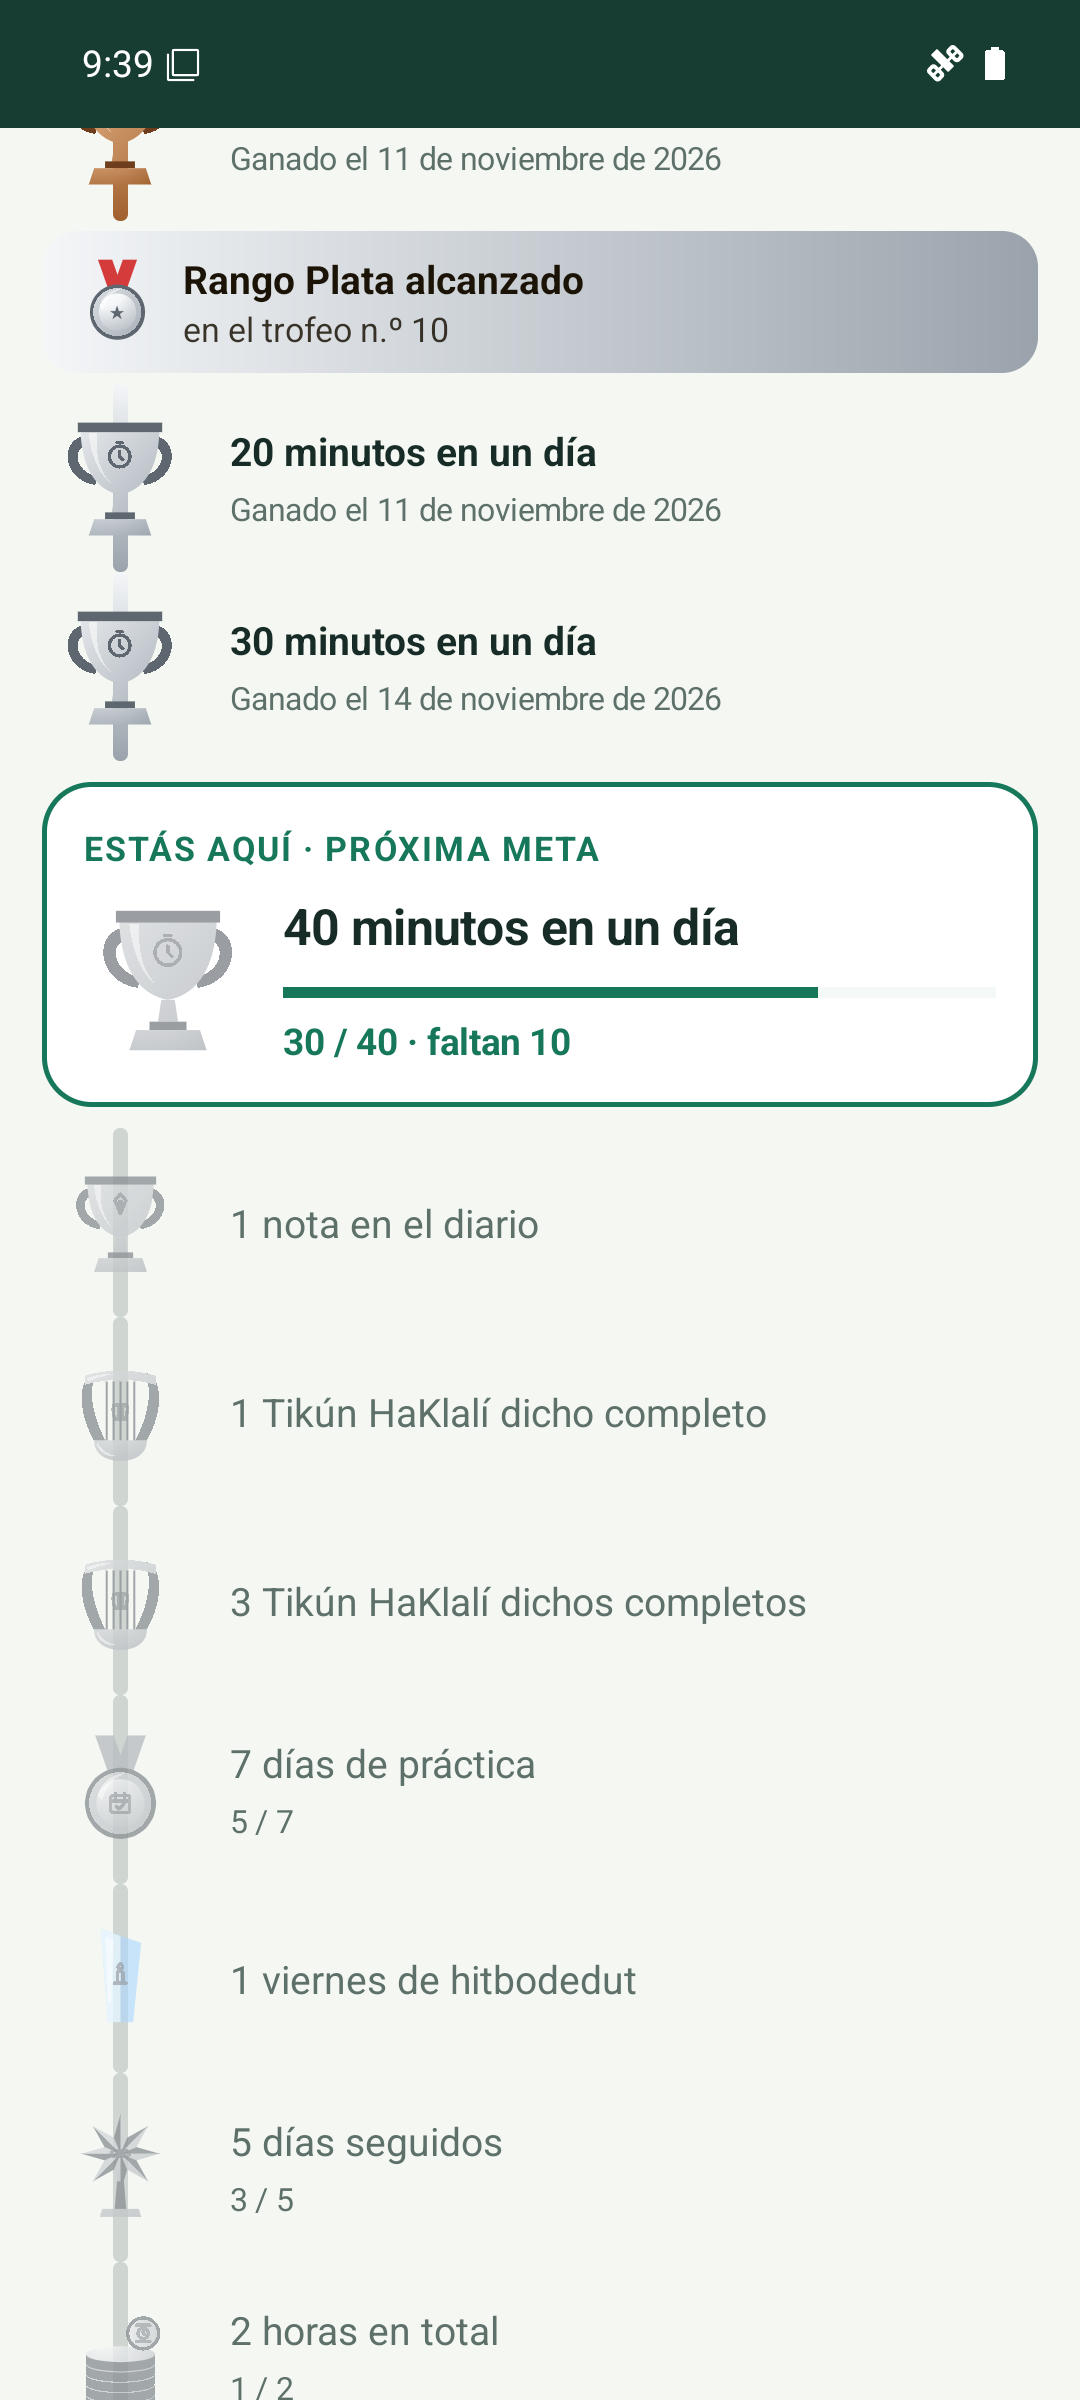 9:39
Ganado el 11 de noviembre de 2026
Rango Plata alcanzado
en el trofeo n.º 10
20 minutos en un día
Ganado el 11 de noviembre de 2026
30 minutos en un día
Ganado el 14 de noviembre de 2026
ESTÁS AQUÍ · PRÓXIMA META
40 minutos en un día
30 / 40 · faltan 10
1 nota en el diario
1 Tikún HaKlalí dicho completo
3 Tikún HaKlalí dichos completos
7 días de práctica
5 / 7
1 viernes de hitbodedut
5 días seguidos
3 / 5
2 horas en total
1 / 2